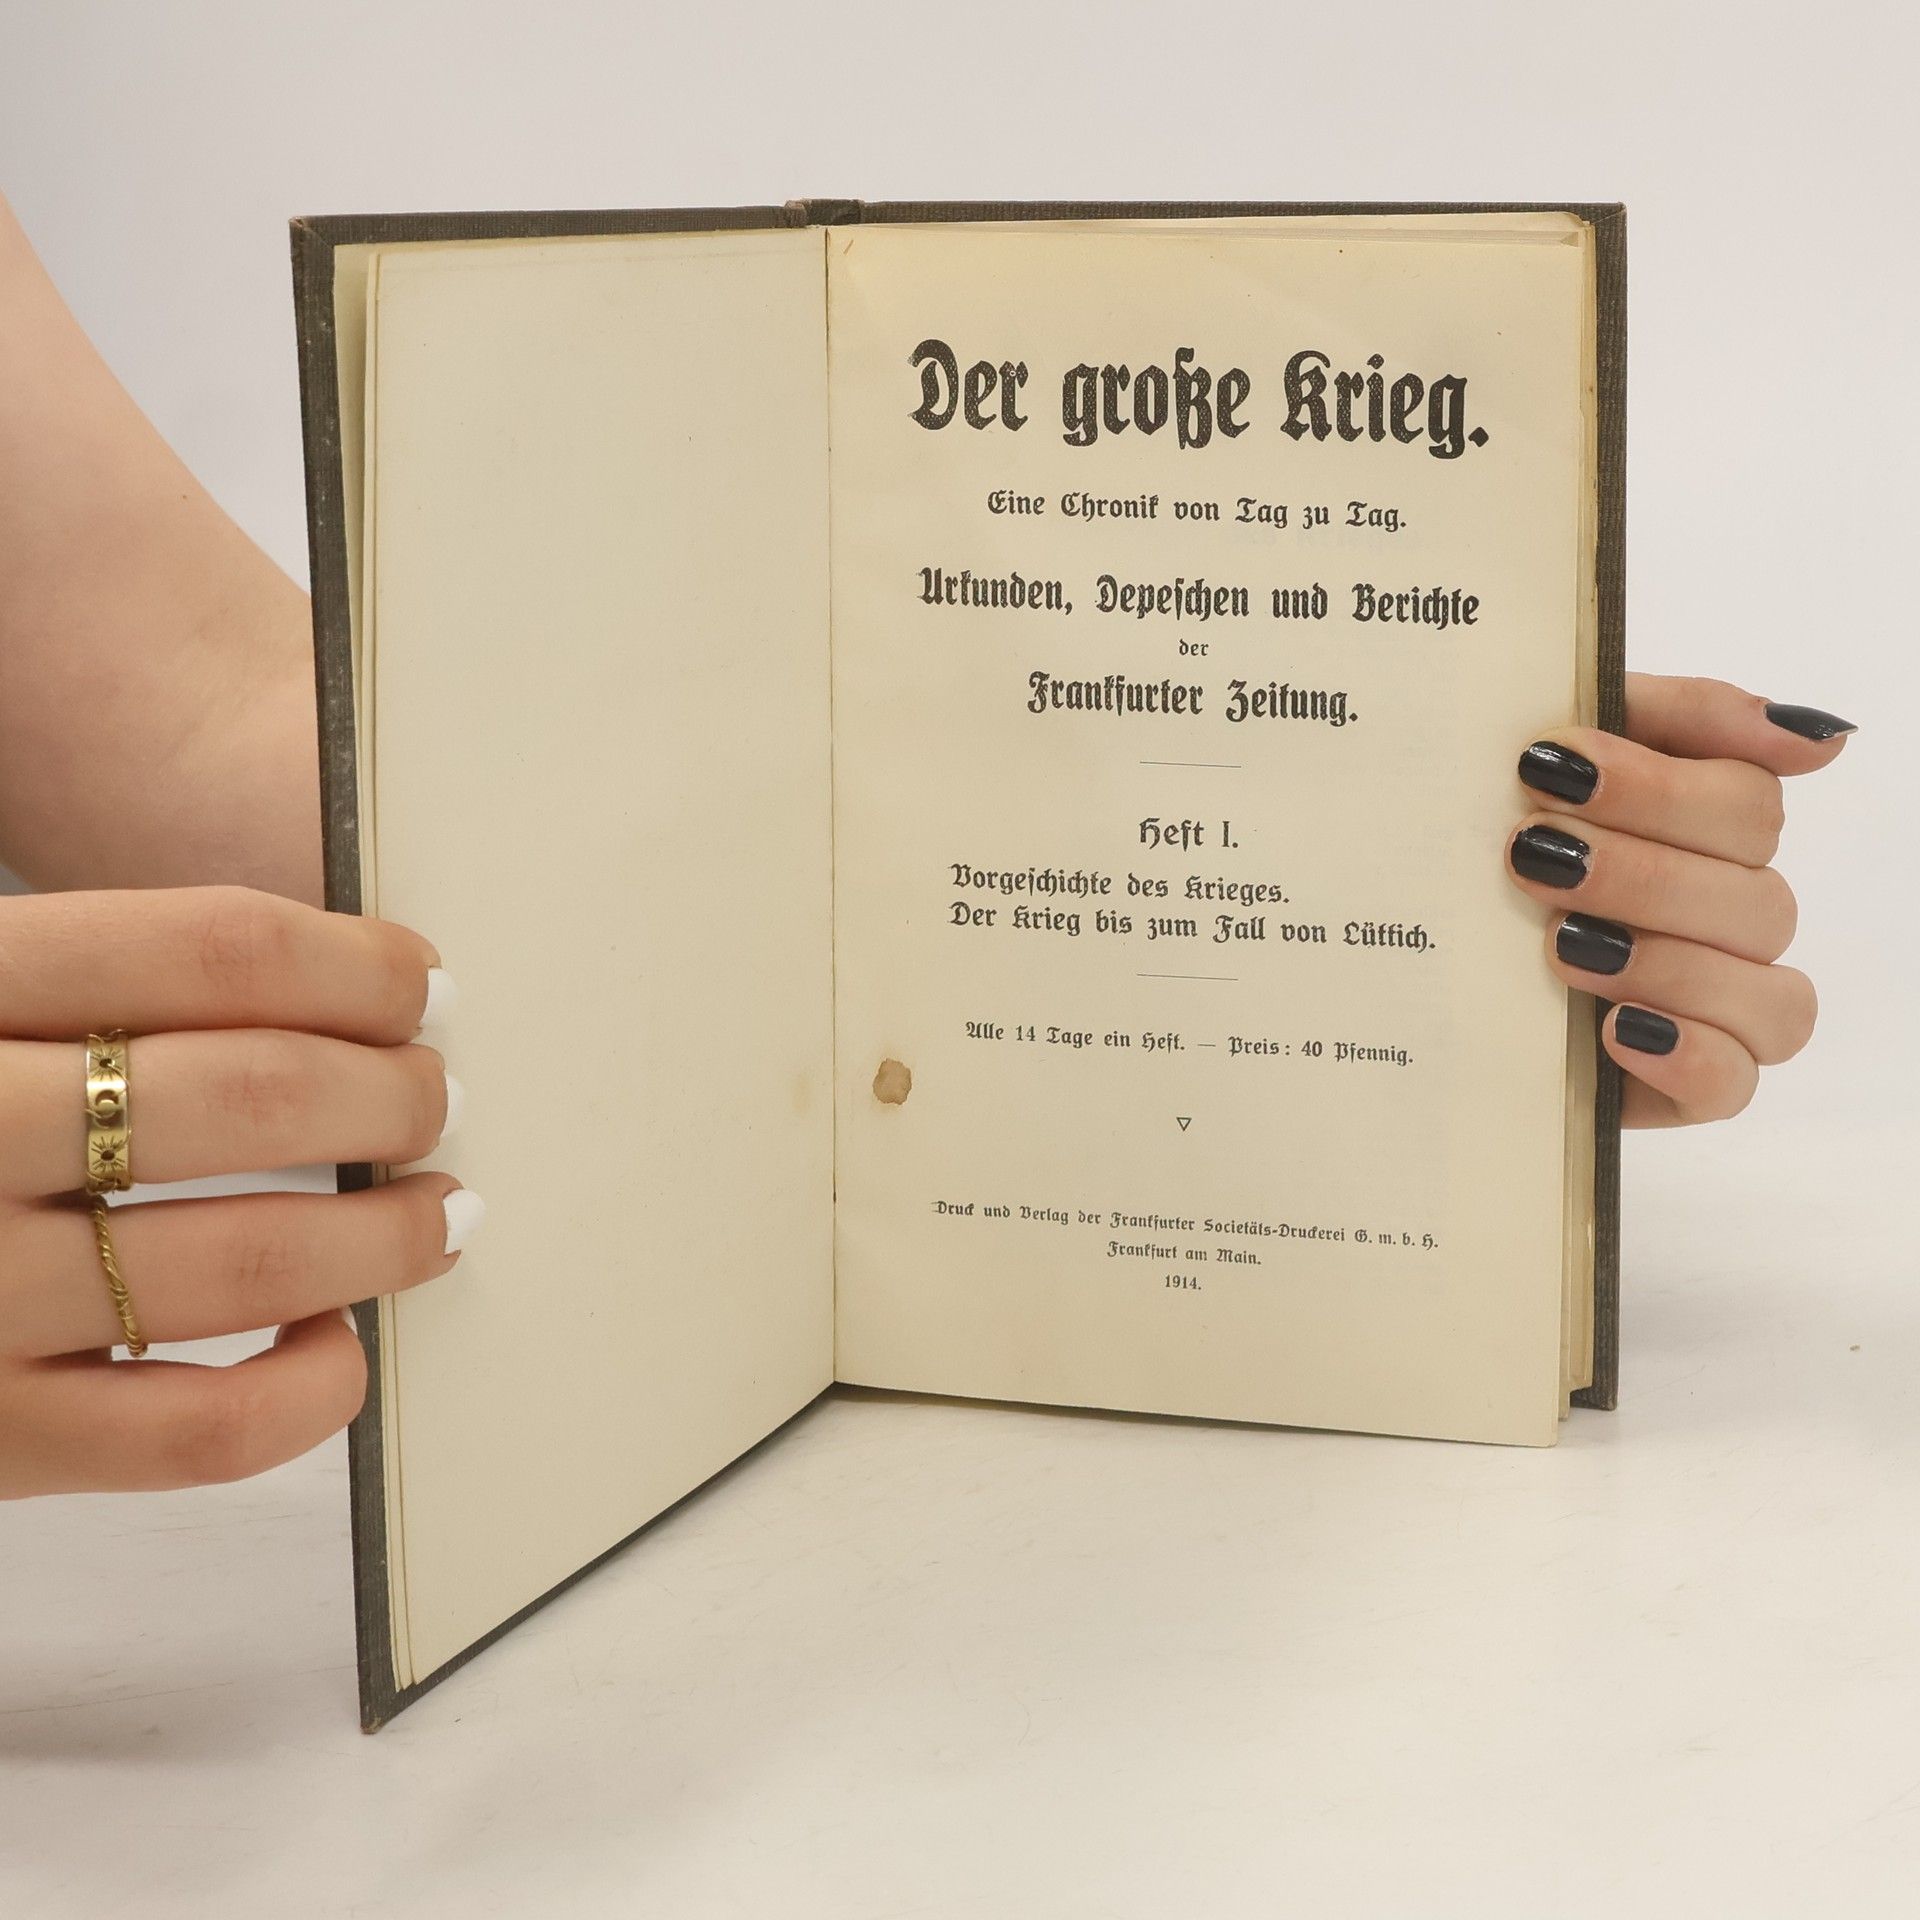 Der große Krieg.
Eine Chronik von Tag zu Tag.
Urkunden, Depeschen und Berichte
der
Frankfurter Zeitung.
Heft I.
Vorgeschichte des Krieges.
Der Krieg bis zum Fall von Lüttich.
Alle 14 Tage ein Heft. — Preis: 40 Pfennig.
Druck und Verlag der Frankfurter Societäts-Druckerei G. m. b. H.
Frankfurt am Main.
1914.